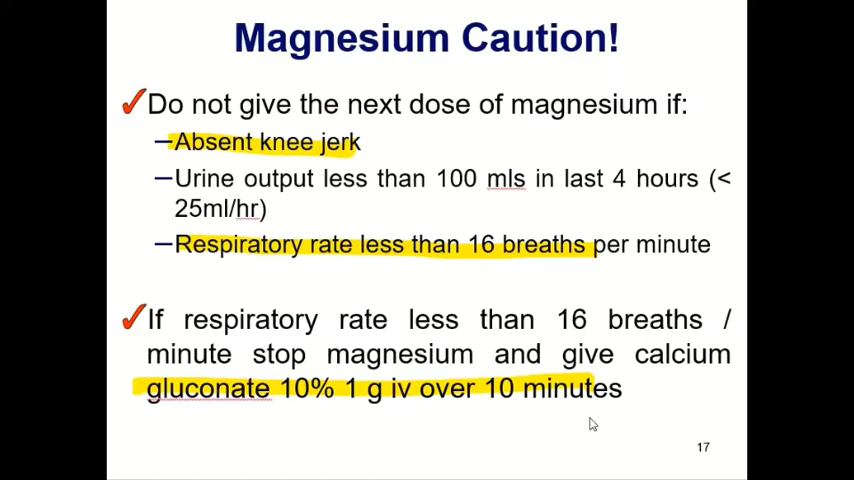 Magnesium Caution!
✓Do not give the next dose of magnesium if:
–Absent knee jerk
–Urine output less than 100 mls in last 4 hours (<
25ml/hr)
–Respiratory rate less than 16 breaths per minute
✓If respiratory rate less than 16 breaths /
minute stop magnesium and give calcium
gluconate 10% 1 g iv over 10 minutes
17